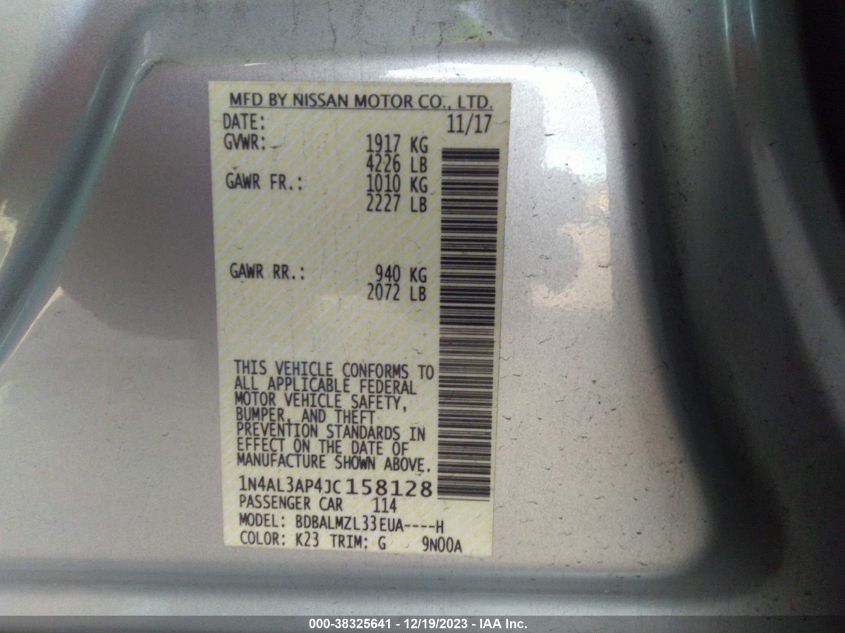 MFD BY NISSAN MOTOR CO., LTD.
DATE: 11/17
GVWR: 1917 KG
4226 LB
GAWR FR.: 1010 KG
2227 LB
GAWR RR.: 940 KG
2072 LB
THIS VEHICLE CONFORMS TO
ALL APPLICABLE FEDERAL
MOTOR VEHICLE SAFETY,
BUMPER, AND THEFT
PREVENTION STANDARDS IN
EFFECT ON THE DATE OF
MANUFACTURE SHOWN ABOVE.
1N4AL3AP4JC158128
PASSENGER CAR 114
MODEL: BDBALMZL33EUA----H
COLOR: K23 TRIM: G 9N00A
000-38325641 - 12/19/2023 - IAA Inc.